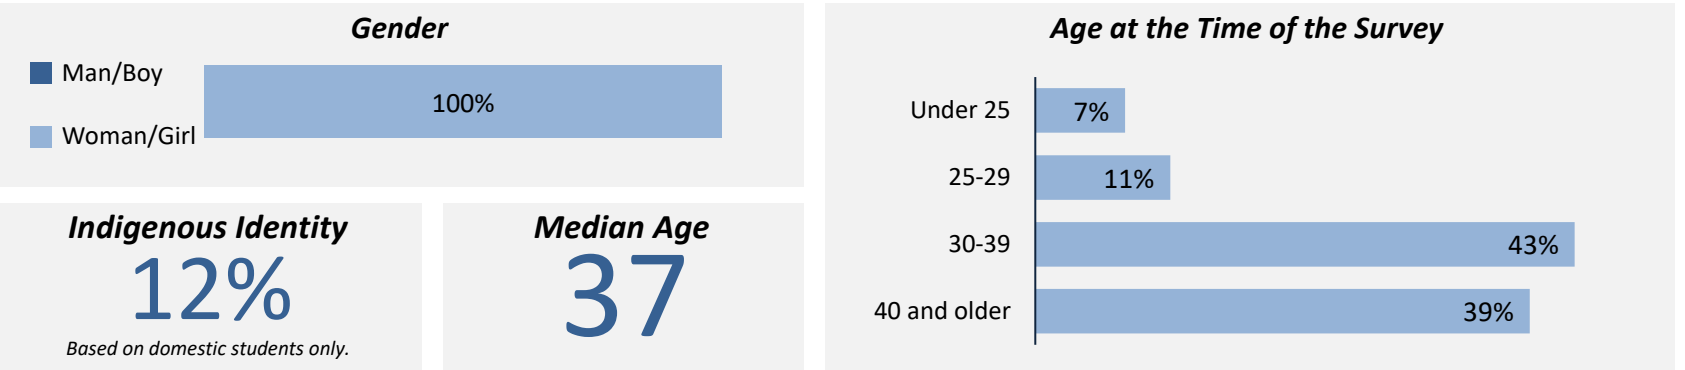 Gender
Man/Boy
Woman/Girl
100%
Indigenous Identity
12%
Based on domestic students only.
Median Age
37
Age at the Time of the Survey
Under 25
7%
25-29
11%
30-39
43%
40 and older
39%